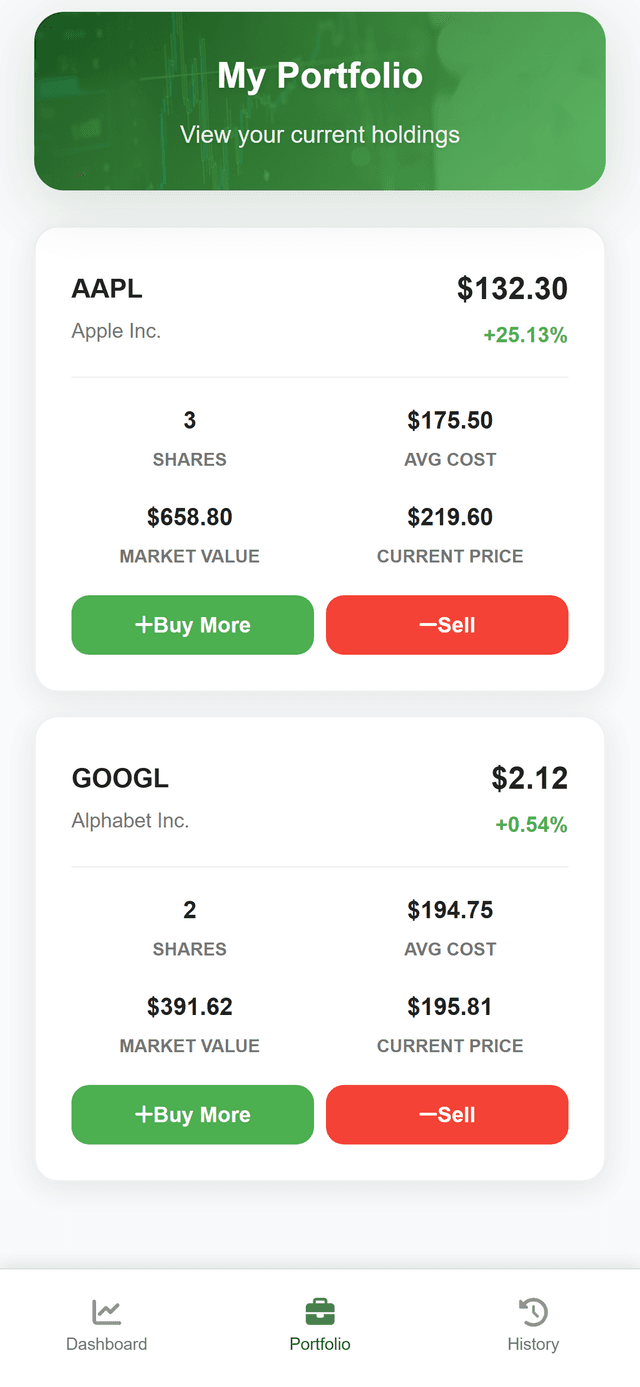 My Portfolio
View your current holdings
AAPL
$132.30
Apple Inc.
+25.13%
3
$175.50
SHARES
AVG COST
$658.80
$219.60
MARKET VALUE
CURRENT PRICE
+Buy More
−Sell
GOOGL
$2.12
Alphabet Inc.
+0.54%
2
$194.75
SHARES
AVG COST
$391.62
$195.81
MARKET VALUE
CURRENT PRICE
+Buy More
−Sell
Dashboard
Portfolio
History